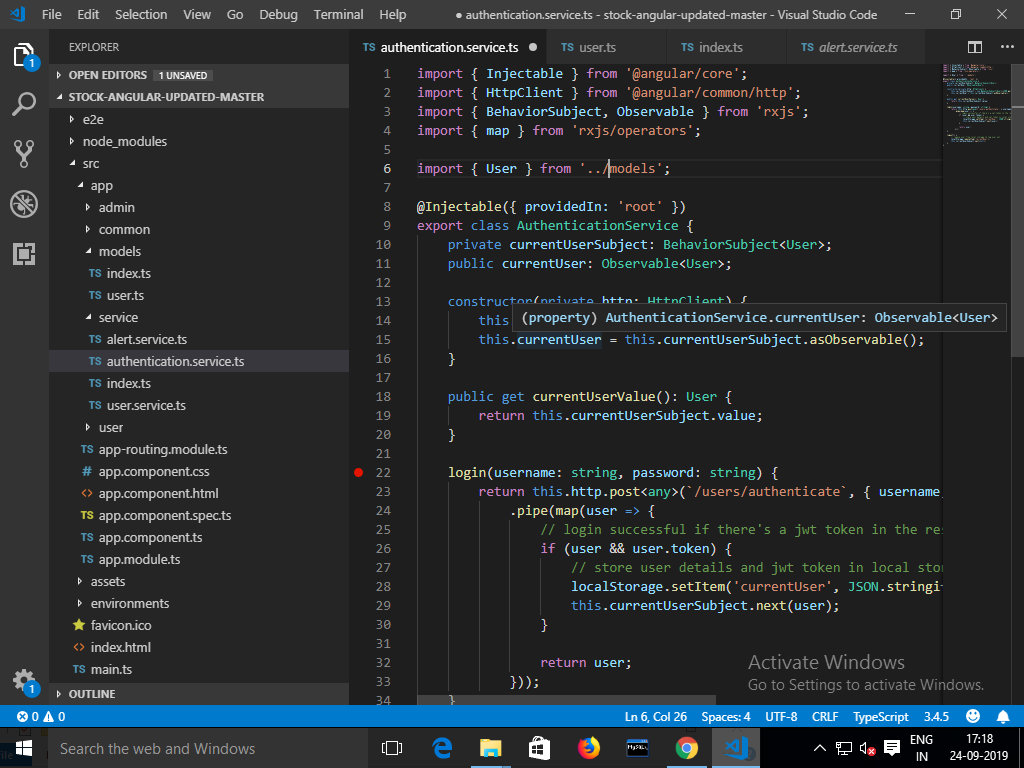 File Edit Selection View Go Debug Terminal Help ● authentication.service.ts - stock-angular-updated-master - Visual Studio Code
EXPLORER
TS authentication.service.ts TS user.ts TS index.ts TS alert.service.ts
1
OPEN EDITORS 1 UNSAVED
STOCK-ANGULAR-UPDATED-MASTER
e2e
node_modules
src
app
admin
common
models
TS index.ts
TS user.ts
service
TS alert.service.ts
TS authentication.service.ts
TS index.ts
TS user.service.ts
user
TS app-routing.module.ts
# app.component.css
<> app.component.html
TS app.component.spec.ts
TS app.component.ts
TS app.module.ts
assets
environments
favicon.ico
<> index.html
TS main.ts
OUTLINE
1
1 import { Injectable } from '@angular/core';
2 import { HttpClient } from '@angular/common/http';
3 import { BehaviorSubject, Observable } from 'rxjs';
4 import { map } from 'rxjs/operators';
5
6 import { User } from '../models';
7
8 @Injectable({ providedIn: 'root' })
9 export class AuthenticationService {
10 private currentUserSubject: BehaviorSubject<User>;
11 public currentUser: Observable<User>;
12
13 constructor(private http: HttpClient) {
14 this
(property) AuthenticationService.currentUser: Observable<User>
15 this.currentUser = this.currentUserSubject.asObservable();
16 }
17
18 public get currentUserValue(): User {
19 return this.currentUserSubject.value;
20 }
21
22 login(username: string, password: string) {
23 return this.http.post<any>(`/users/authenticate`, { username
24 .pipe(map(user => {
25 // login successful if there's a jwt token in the res
26 if (user && user.token) {
27 // store user details and jwt token in local sto
28 localStorage.setItem('currentUser', JSON.stringi
29 this.currentUserSubject.next(user);
30 }
31
32 return user;
33 }));
34 }
Activate Windows
Go to Settings to activate Windows.
0 0 Ln 6, Col 26 Spaces: 4 UTF-8 CRLF TypeScript 3.4.5
Search the web and Windows
MySQL
ENG
IN
17:18
24-09-2019